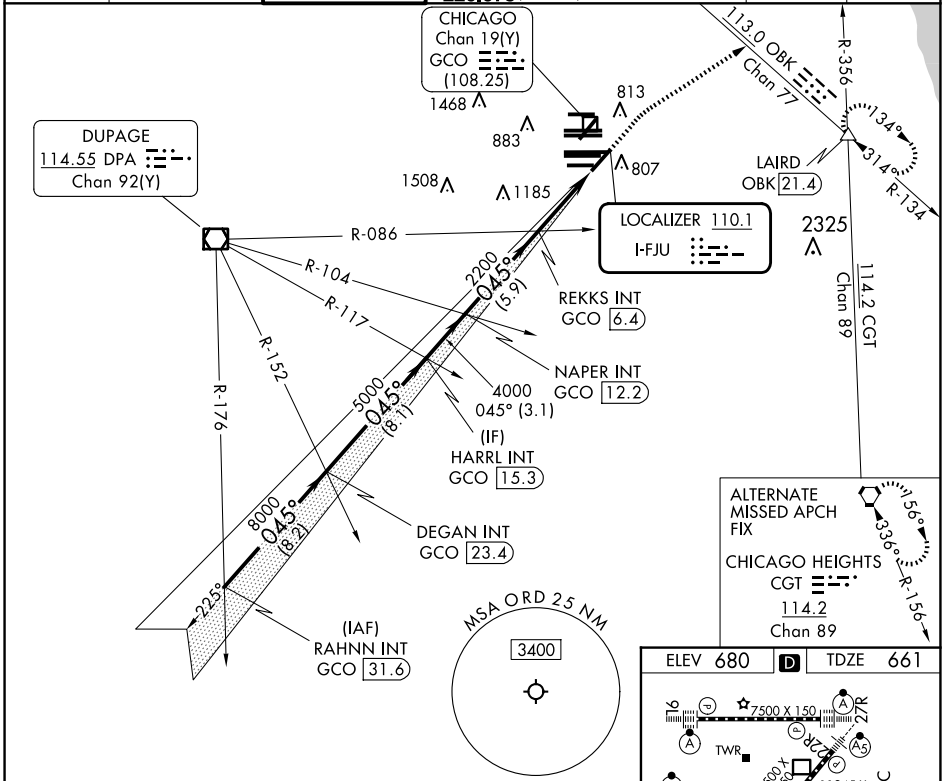 CHICAGO
Chan 19(Y)
GCO
(108.25)
1468
813
883
807
1508
1185
113.0 OBK
Chan 77
R-356
134°
314°
R-134
LAIRD
OBK 21.4
2325
DUPAGE
114.55 DPA
Chan 92(Y)
R-086
R-104
R-117
R-152
R-176
LOCALIZER 110.1
I-FJU
114.2 CGT
Chan 89
2200
045°
(5.9)
REKKS INT
GCO 6.4
NAPER INT
GCO 12.2
4000
045° (3.1)
5000
045°
(8.1)
(IF)
HARRL INT
GCO 15.3
8000
045°
(8.2)
DEGAN INT
GCO 23.4
225°
(IAF)
RAHNN INT
GCO 31.6
ALTERNATE
MISSED APCH
FIX
156°
336°
R-156
CHICAGO HEIGHTS
CGT
114.2
Chan 89
MSA ORD 25 NM
3400
ELEV 680
D
TDZE 661
9L
P
7500 X 150
A
27R
A
P
22R
A5
TWR
P